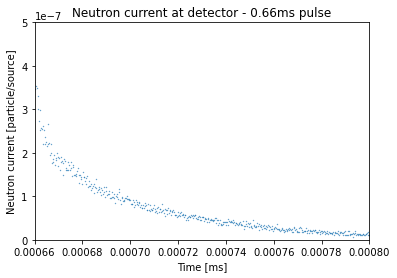 Neutron current at detector - 0.66ms pulse
1e-7
Neutron current [particle/source]
5
4
3
2
1
0
0.00066 0.00068 0.00070 0.00072 0.00074 0.00076 0.00078 0.00080
Time [ms]